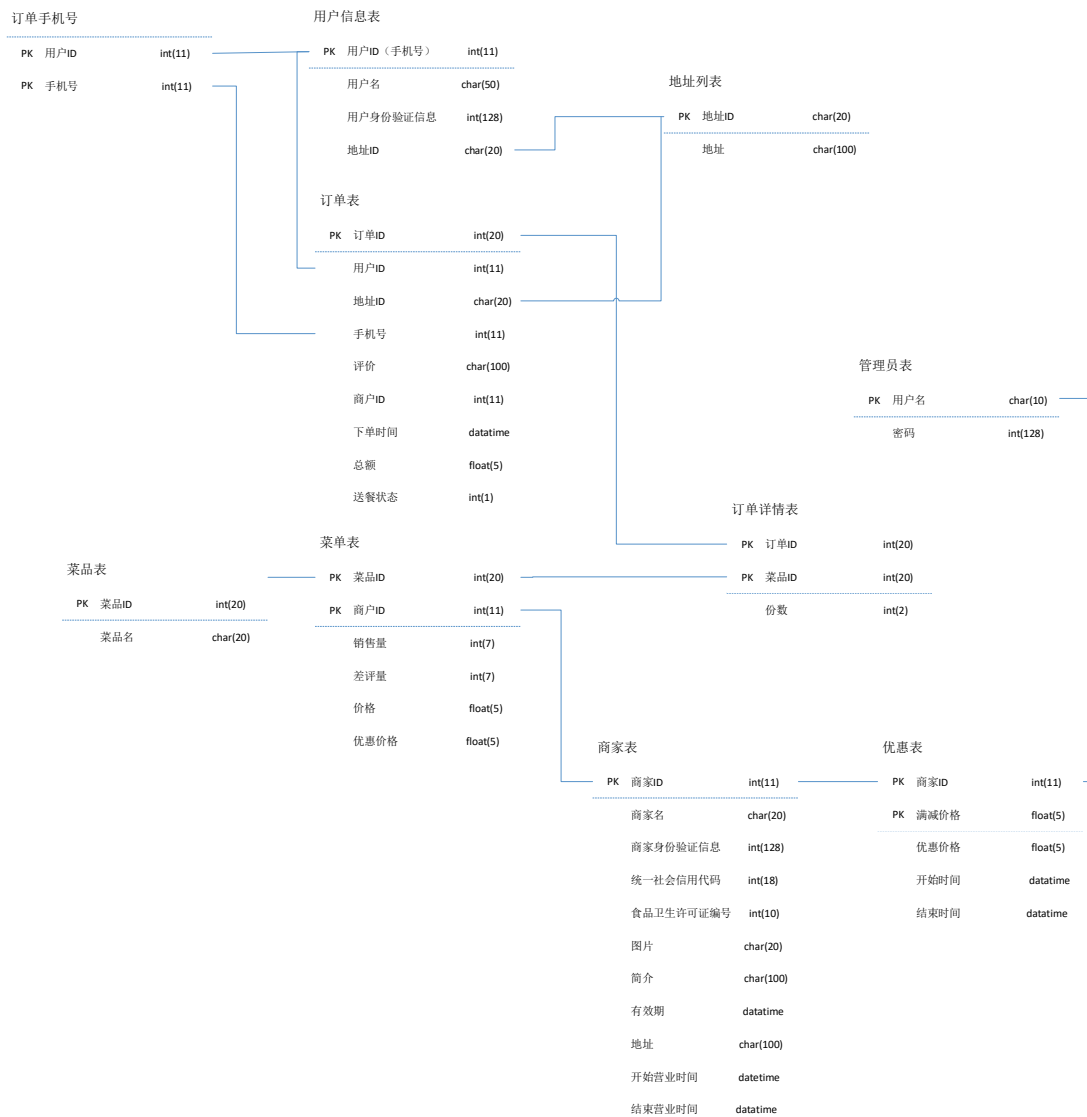 订单手机号
PK 用户ID int(11)
PK 手机号 int(11)
用户信息表
PK 用户ID（手机号） int(11)
用户名 char(50)
用户身份验证信息 int(128)
地址ID char(20)
地址列表
PK 地址ID char(20)
地址 char(100)
订单表
PK 订单ID int(20)
用户ID int(11)
地址ID char(20)
手机号 int(11)
评价 char(100)
商户ID int(11)
下单时间 datatime
总额 float(5)
送餐状态 int(1)
管理员表
PK 用户名 char(10)
密码 int(128)
订单详情表
PK 订单ID int(20)
PK 菜品ID int(20)
份数 int(2)
菜单表
PK 菜品ID int(20)
PK 商户ID int(11)
销售量 int(7)
差评量 int(7)
价格 float(5)
优惠价格 float(5)
菜品表
PK 菜品ID int(20)
菜品名 char(20)
商家表
PK 商家ID int(11)
商家名 char(20)
商家身份验证信息 int(128)
统一社会信用代码 int(18)
食品卫生许可证编号 int(10)
图片 char(20)
简介 char(100)
有效期 datatime
地址 char(100)
开始营业时间 datetime
结束营业时间 datatime
优惠表
PK 商家ID int(11)
PK 满减价格 float(5)
优惠价格 float(5)
开始时间 datatime
结束时间 datatime